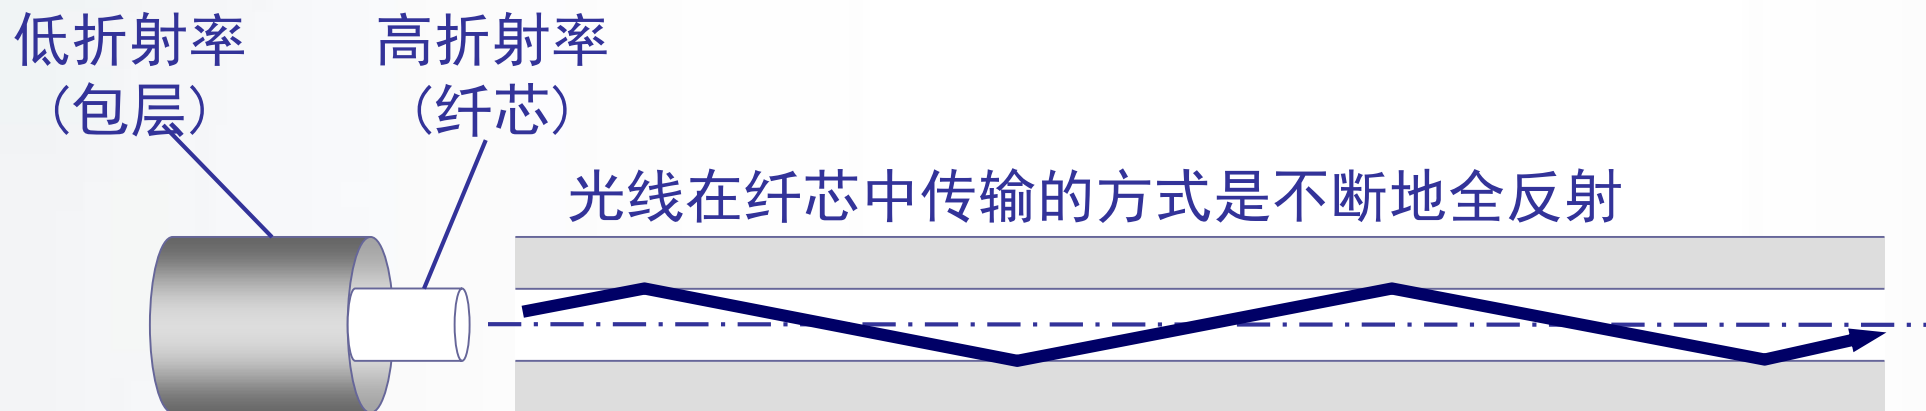 低折射率
（包层）
高折射率
（纤芯）
光线在纤芯中传输的方式是不断地全反射